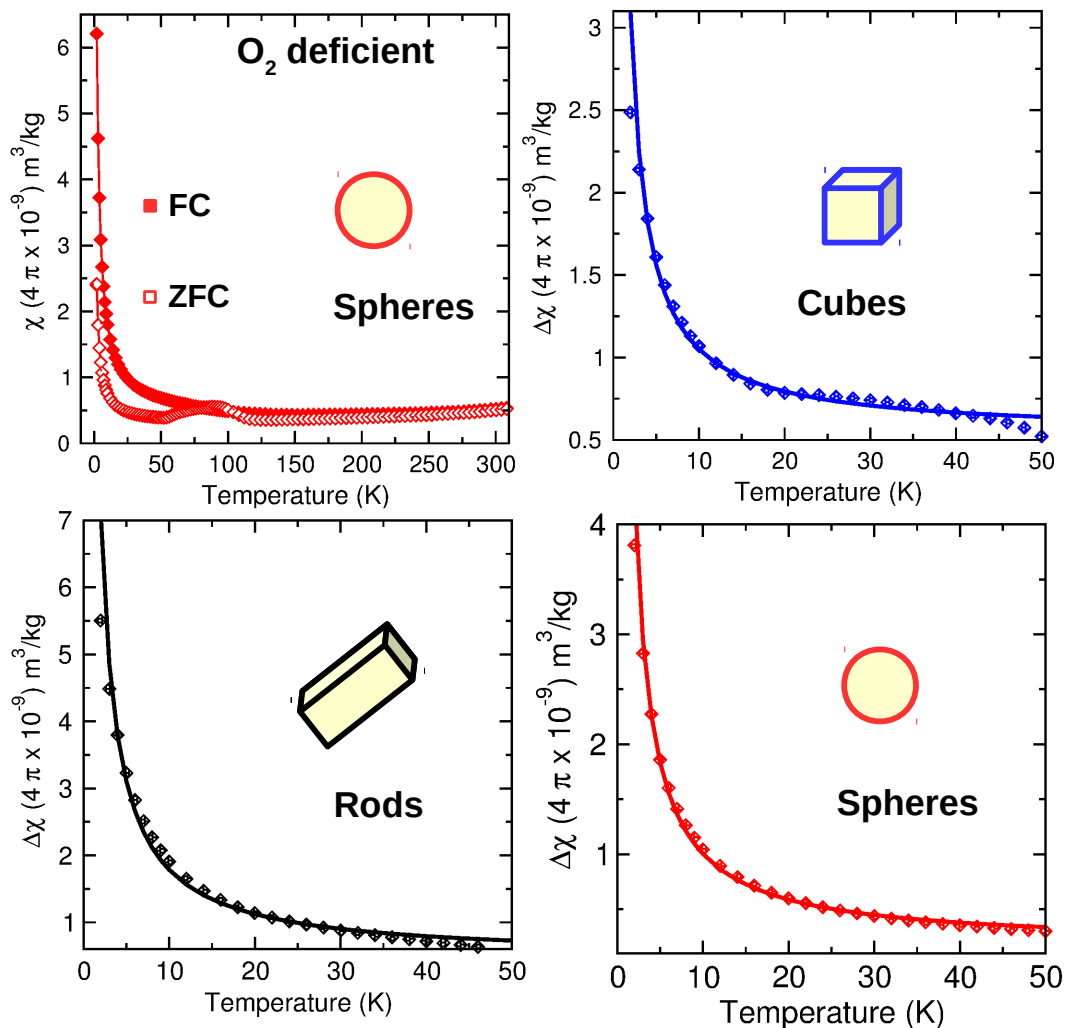 O₂ deficient
χ (4 π x 10⁻⁹) m³/kg
6
5
4
3
2
1
0
FC
ZFC
Spheres
0 50 100 150 200 250 300
Temperature (K)
Δχ (4 π x 10⁻⁹) m³/kg
3
2.5
2
1.5
1
0.5
Cubes
0 10 20 30 40 50
Temperature (K)
Δχ (4 π x 10⁻⁹) m³/kg
7
6
5
4
3
2
1
Rods
0 10 20 30 40 50
Temperature (K)
Δχ (4 π x 10⁻⁹) m³/kg
4
3
2
1
Spheres
0 10 20 30 40 50
Temperature (K)